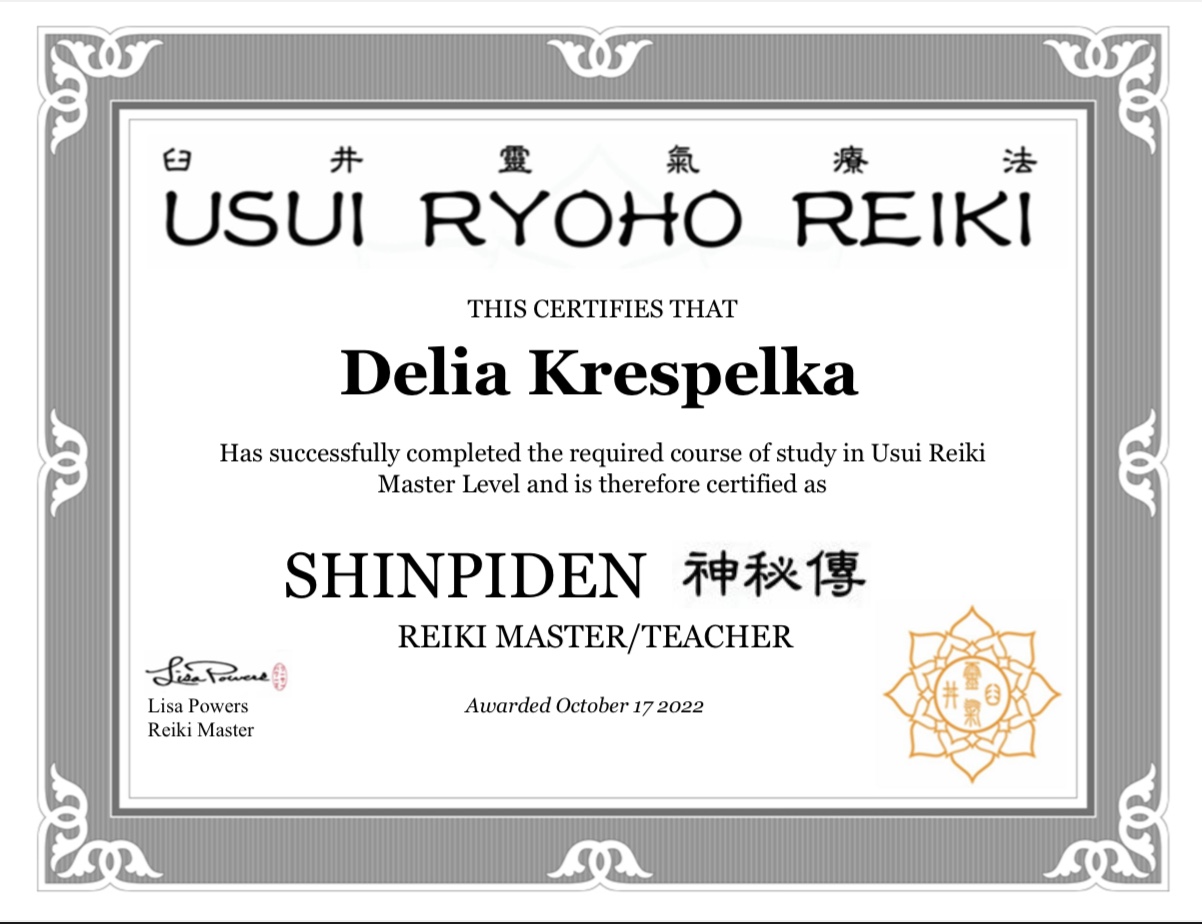 臼 井 靈 氣 療 法
USUI RYOHO REIKI
THIS CERTIFIES THAT
Delia Krespelka
Has successfully completed the required course of study in Usui Reiki
Master Level and is therefore certified as
SHINPIDEN 神秘傳
REIKI MASTER/TEACHER
Lisa Powers
Lisa Powers
Reiki Master
Awarded October 17 2022
靈
井 臼
氣